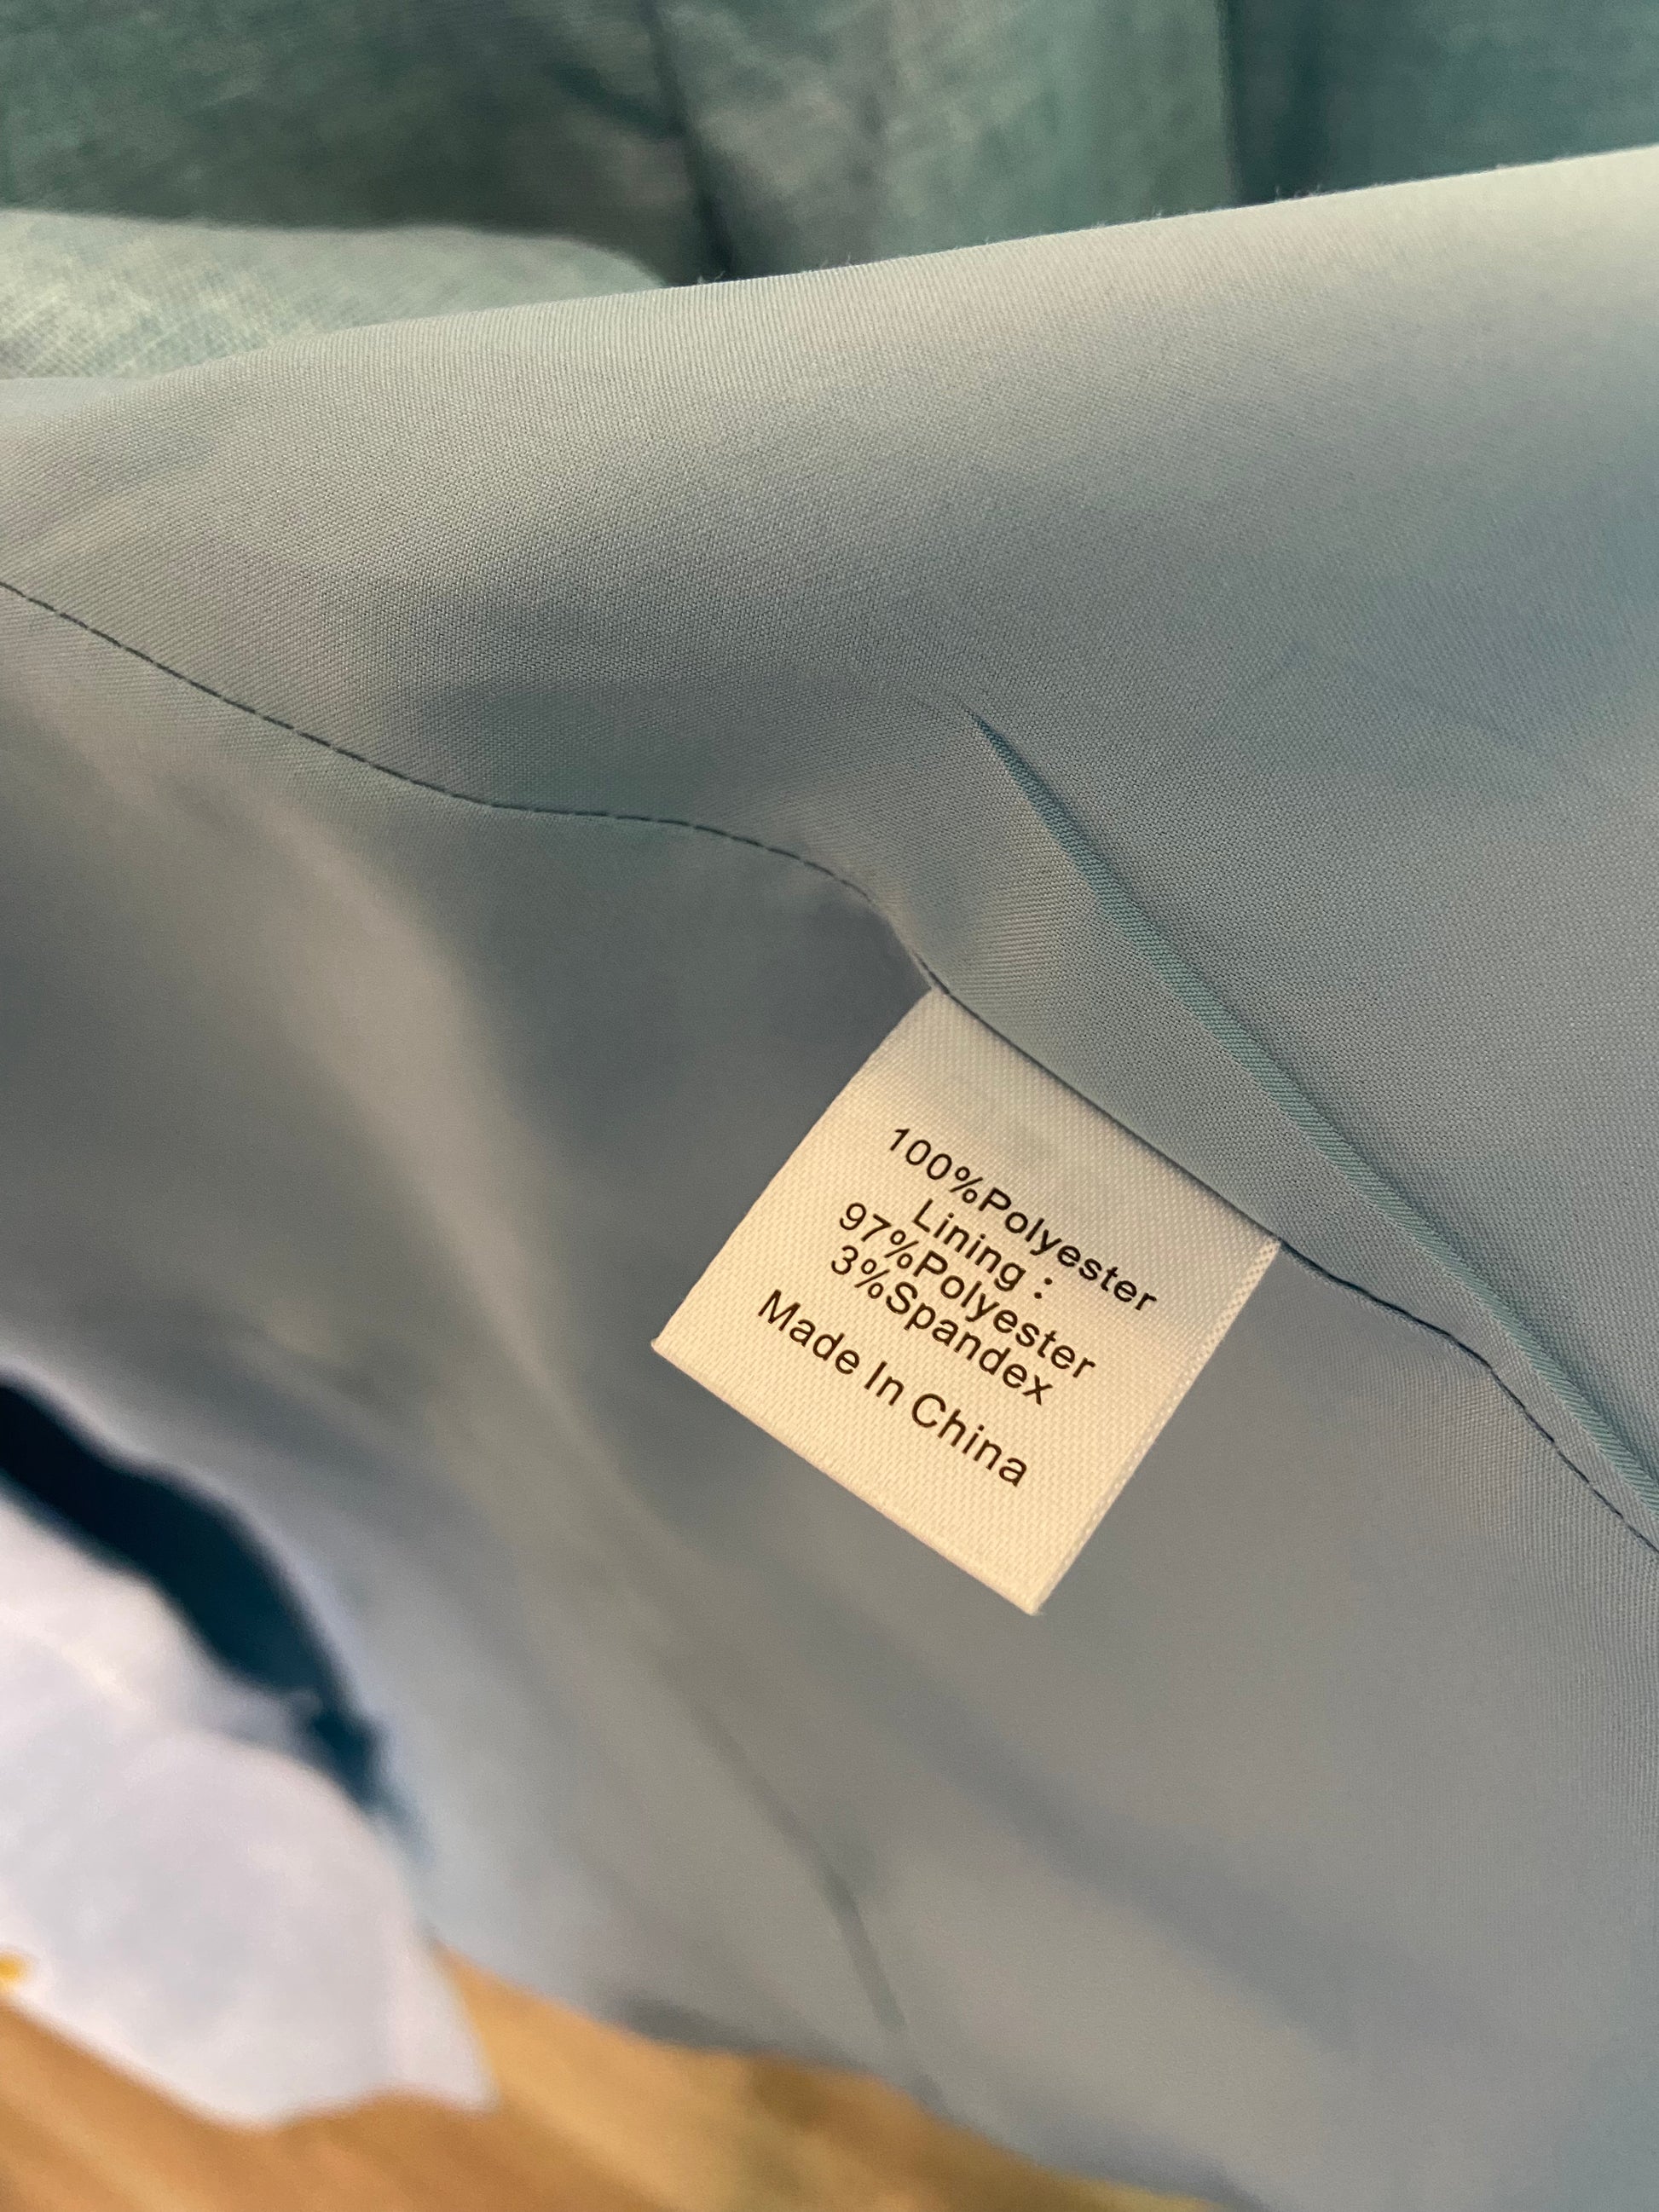 100%Polyester
Lining :
97%Polyester
3%Spandex
Made In China